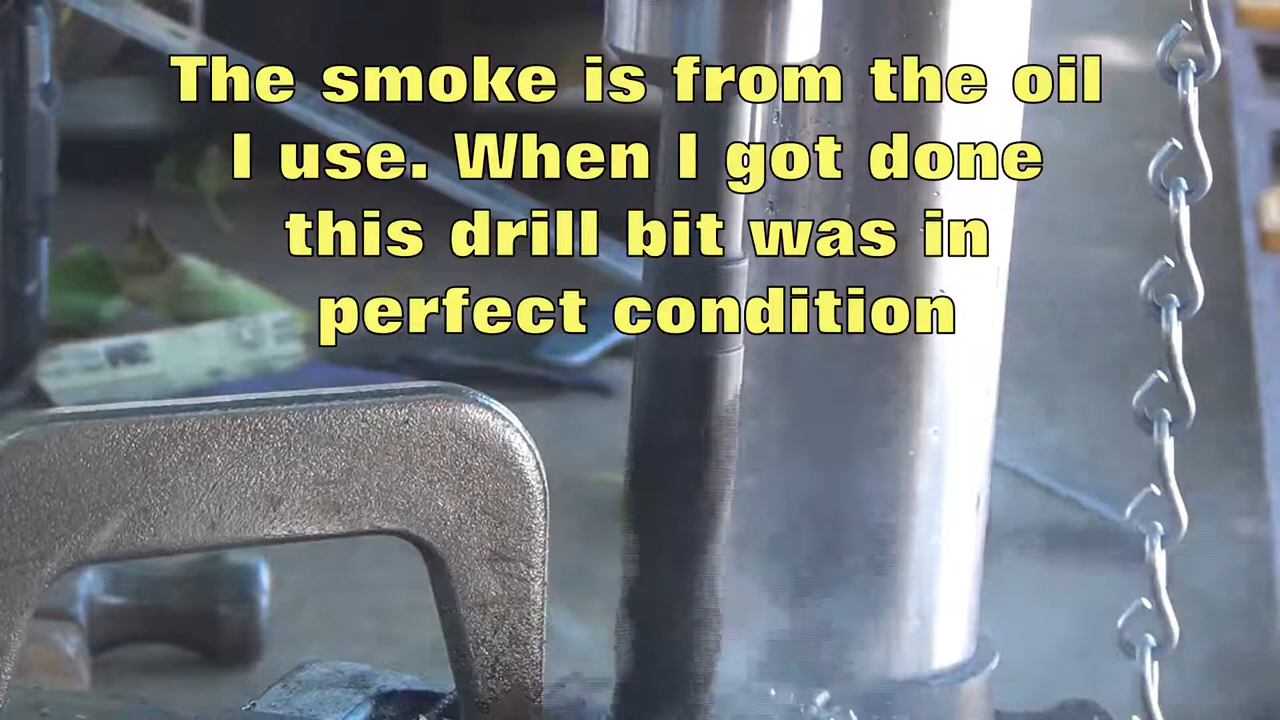 The smoke is from the oil
I use. When I got done
this drill bit was in
perfect condition